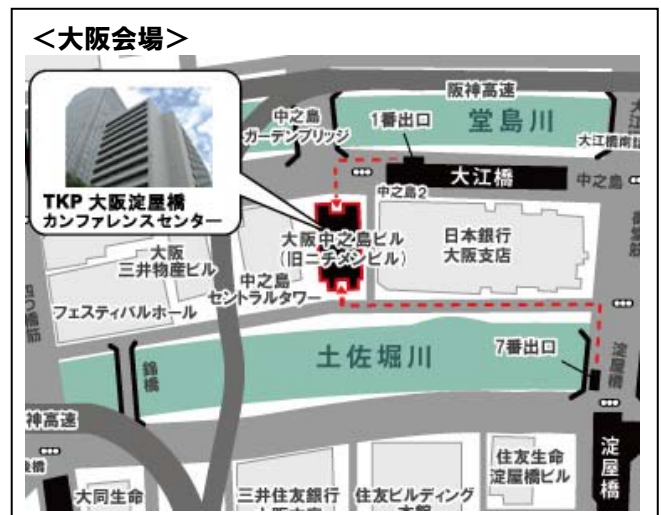 ＜大阪会場＞
阪神高速
中之島
ガーデンブリッジ
1番出口
堂島川
大江橋南詰
大江橋
中之島
中之島2
TKP 大阪淀屋橋
カンファレンスセンター
大阪中之島ビル
(旧ニチメンビル)
日本銀行
大阪支店
御堂筋
大阪
三井物産ビル
中之島
セントラルタワー
フェスティバルホール
四つ橋筋
土佐堀川
7番出口
淀屋橋
錦橋
神高速
住友生命
淀屋橋ビル
淀屋橋
大同生命
三井住友銀行
住友ビルディング